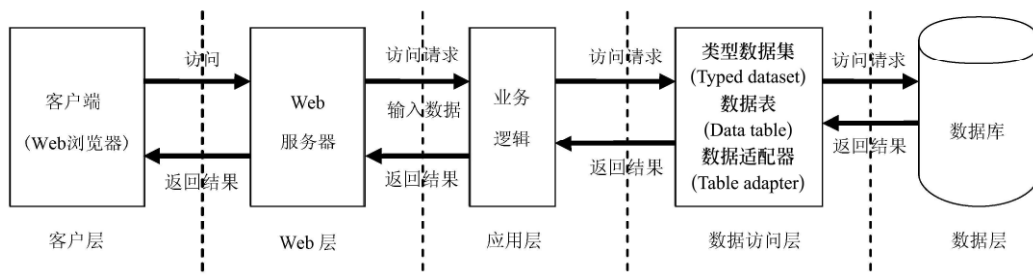 访问
访问请求
访问请求
访问请求
客户端
(Web浏览器)
Web
服务器
输入数据
业务
逻辑
类型数据集
(Typed dataset)
数据表
(Data table)
数据适配器
(Table adapter)
数据库
返回结果
返回结果
返回结果
返回结果
客户层
Web 层
应用层
数据访问层
数据层